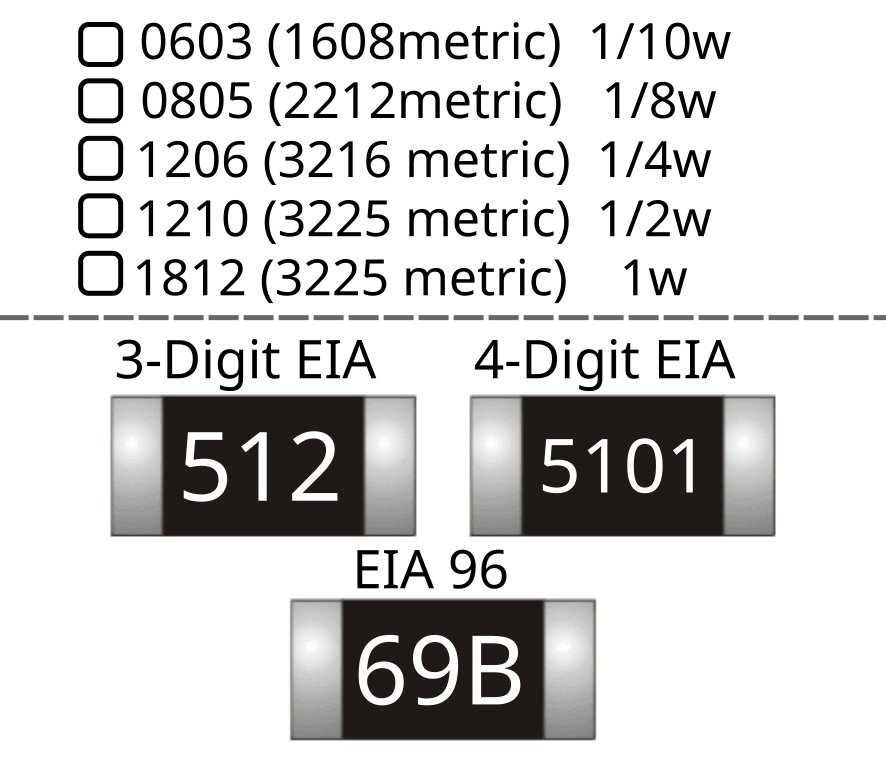 0603 (1608metric) 1/10w
0805 (2212metric) 1/8w
1206 (3216 metric) 1/4w
1210 (3225 metric) 1/2w
1812 (3225 metric) 1w
3-Digit EIA 4-Digit EIA
512 5101
EIA 96
69B